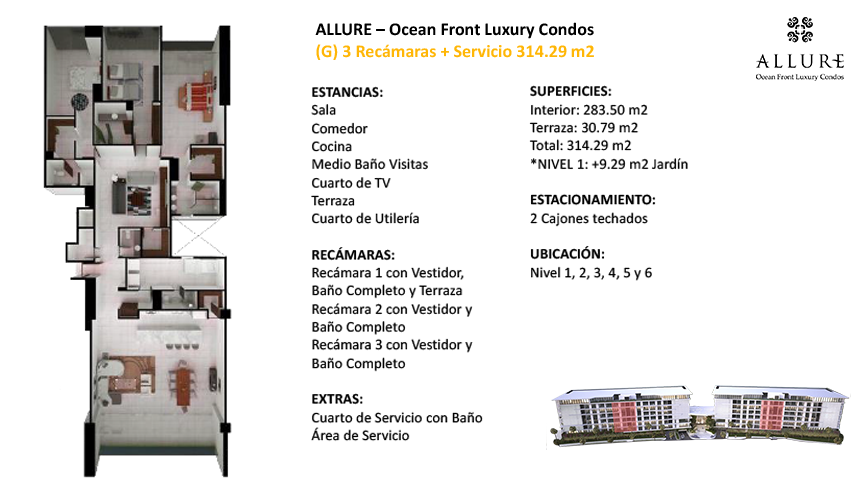 ALLURE – Ocean Front Luxury Condos
(G) 3 Recámaras + Servicio 314.29 m2
ALLURE
Ocean Front Luxury Condos
ESTANCIAS:
Sala
Comedor
Cocina
Medio Baño Visitas
Cuarto de TV
Terraza
Cuarto de Utilería
RECÁMARAS:
Recámara 1 con Vestidor,
Baño Completo y Terraza
Recámara 2 con Vestidor y
Baño Completo
Recámara 3 con Vestidor y
Baño Completo
EXTRAS:
Cuarto de Servicio con Baño
Área de Servicio
SUPERFICIES:
Interior: 283.50 m2
Terraza: 30.79 m2
Total: 314.29 m2
*NIVEL 1: +9.29 m2 Jardín
ESTACIONAMIENTO:
2 Cajones techados
UBICACIÓN:
Nivel 1, 2, 3, 4, 5 y 6